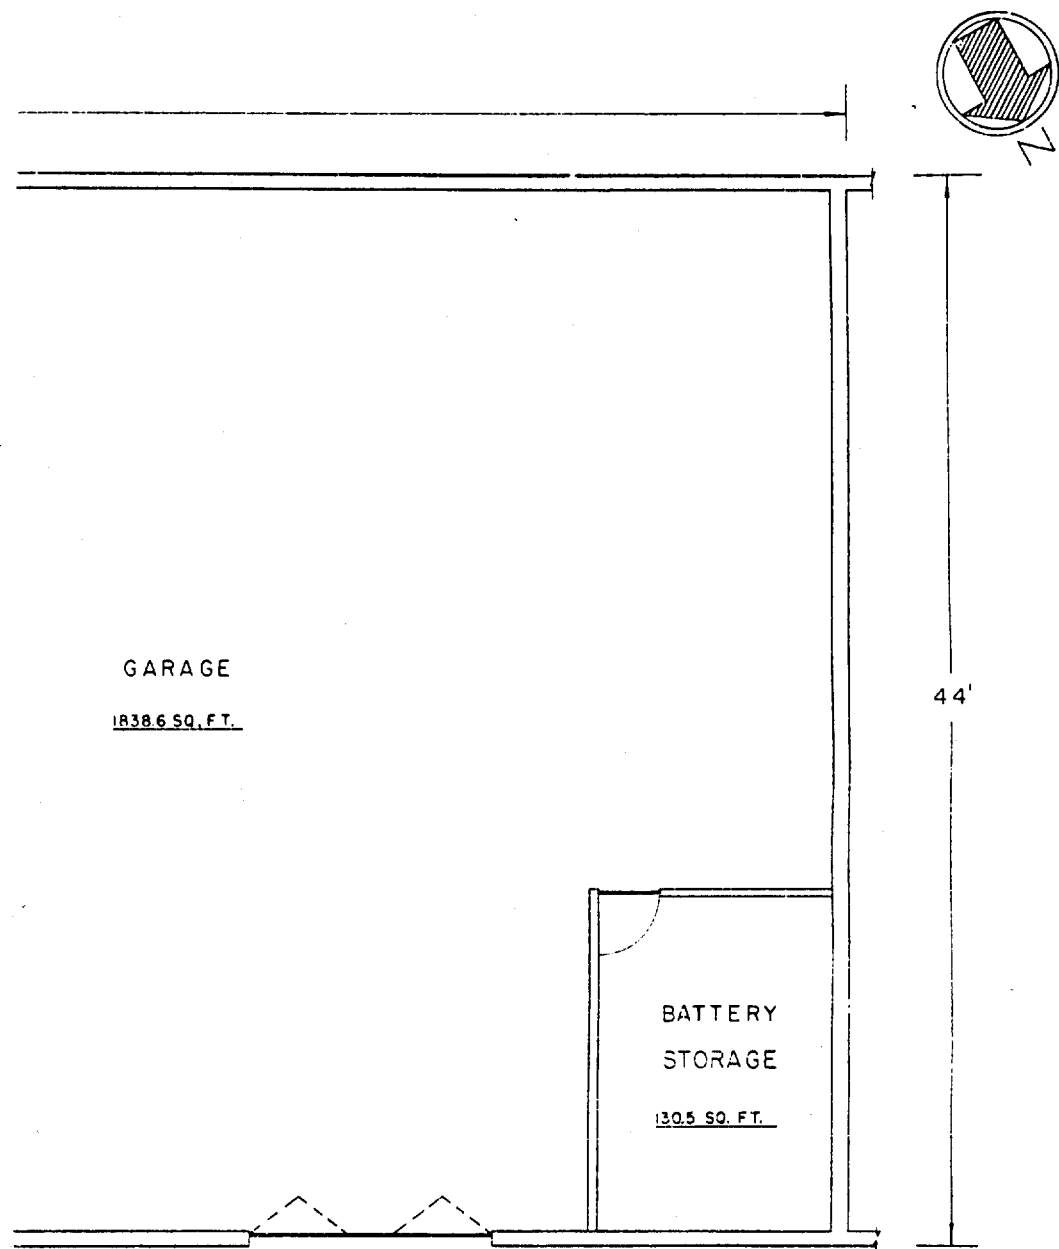 N
GARAGE
1838.6 SQ. FT.
44'
BATTERY
STORAGE
130.5 SQ. FT.